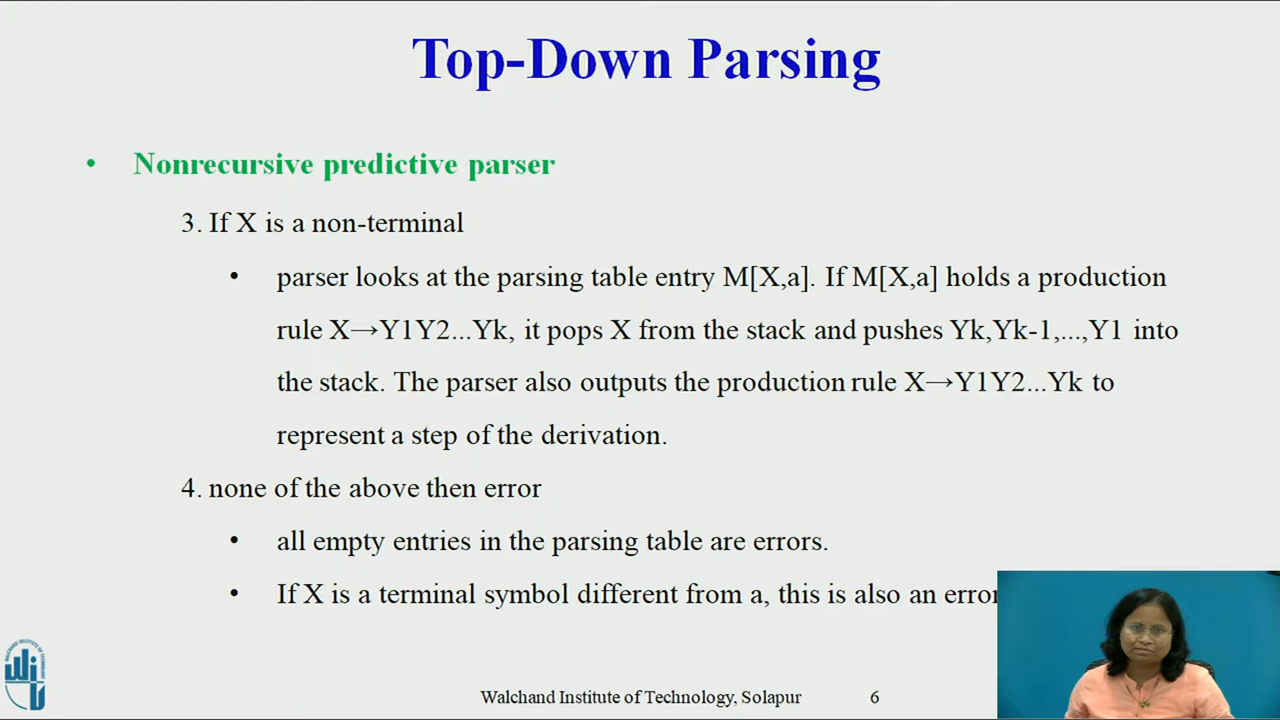 Top-Down Parsing
• Nonrecursive predictive parser
3. If X is a non-terminal
• parser looks at the parsing table entry M[X,a]. If M[X,a] holds a production
rule X→Y1Y2...Yk, it pops X from the stack and pushes Yk,Yk-1,...,Y1 into
the stack. The parser also outputs the production rule X→Y1Y2...Yk to
represent a step of the derivation.
4. none of the above then error
• all empty entries in the parsing table are errors.
• If X is a terminal symbol different from a, this is also an error
Walchand Institute of Technology, Solapur 6